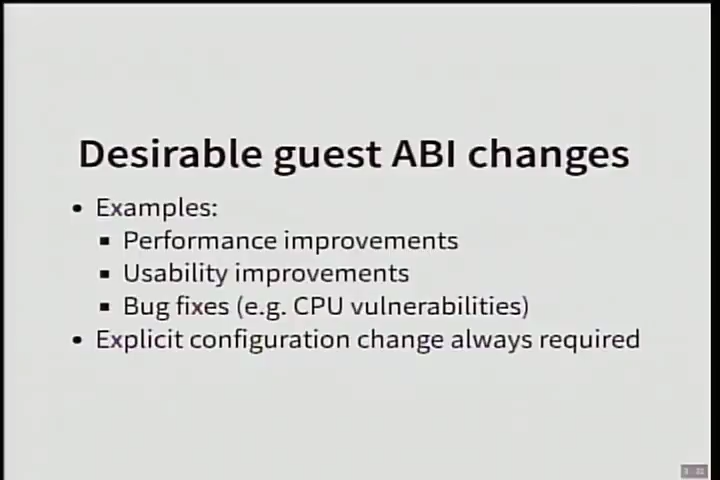 Desirable guest ABI changes
• Examples:
▪ Performance improvements
▪ Usability improvements
▪ Bug fixes (e.g. CPU vulnerabilities)
• Explicit configuration change always required